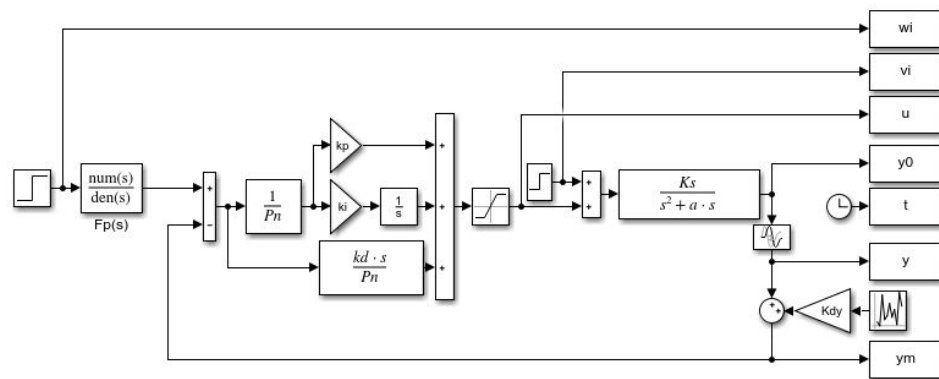 wi
vi
u
y0
t
y
ym
num(s)
den(s)
Fp(s)
+
−
1
Pn
kp
ki
1
s
kd · s
Pn
+
+
+
+
+
Ks
s² + a · s
+
+
Kdy